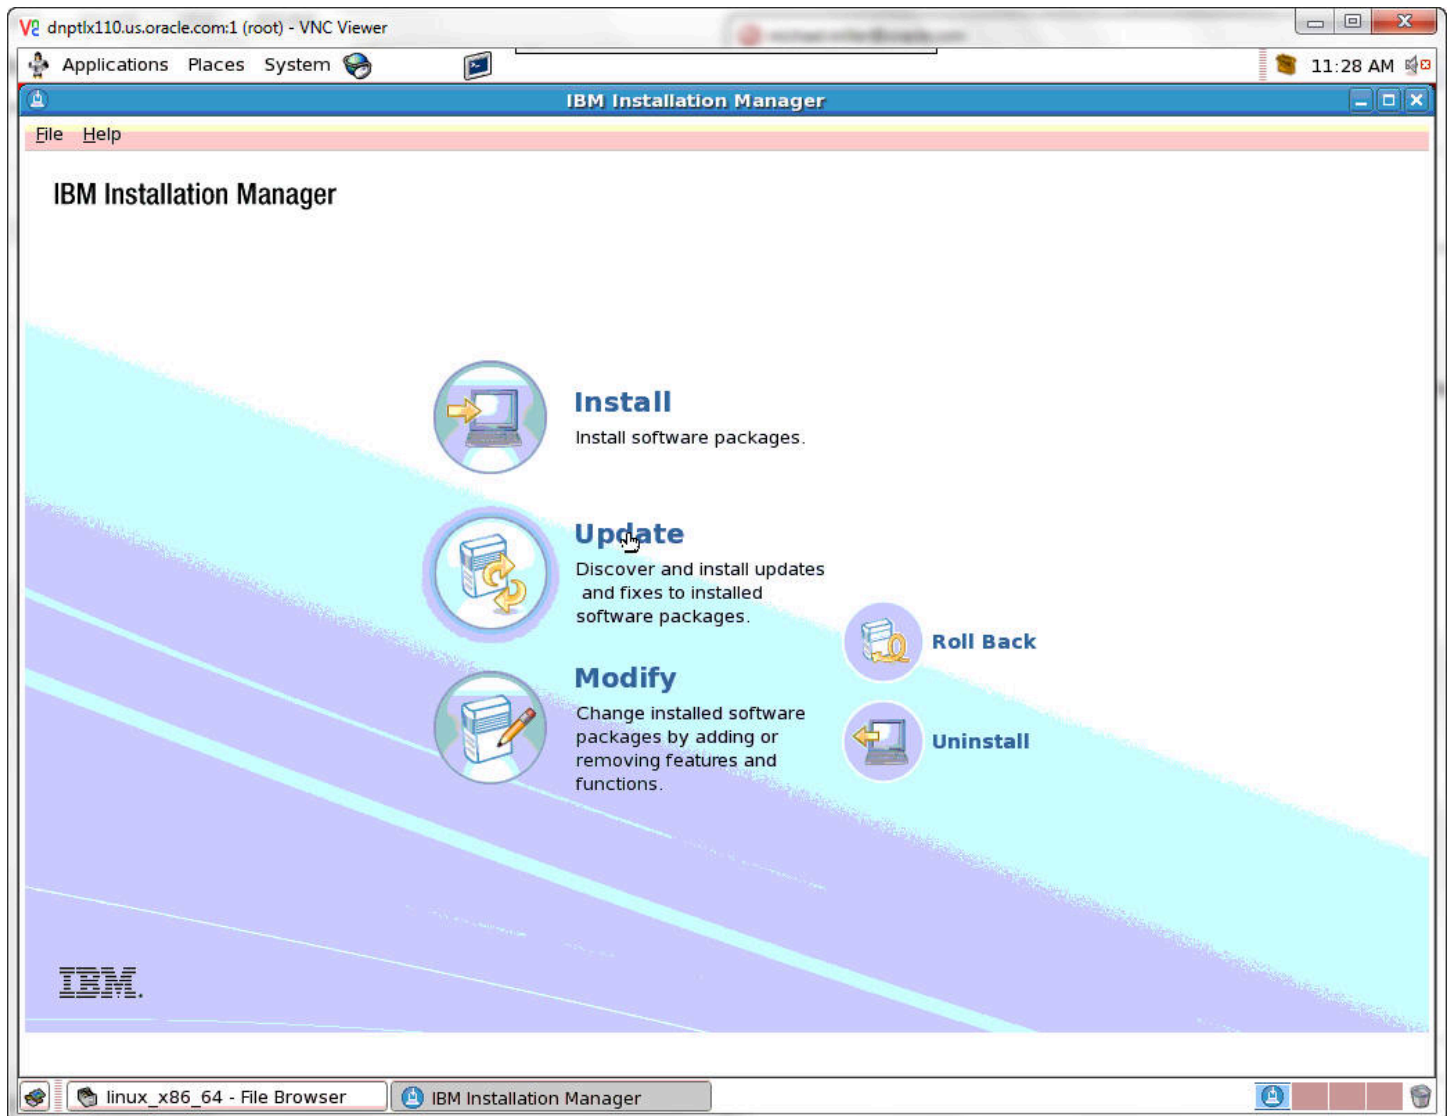 dnptlx110.us.oracle.com:1 (root) - VNC Viewer
Applications Places System
11:28 AM
IBM Installation Manager
File Help
IBM Installation Manager
Install
Install software packages.
Update
Discover and install updates
and fixes to installed
software packages.
Roll Back
Modify
Change installed software
packages by adding or
removing features and
functions.
Uninstall
IBM.
linux_x86_64 - File Browser
IBM Installation Manager